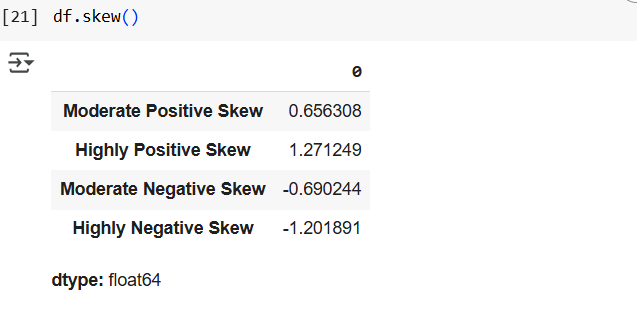 [21] df.skew()
0
Moderate Positive Skew 0.656308
Highly Positive Skew 1.271249
Moderate Negative Skew -0.690244
Highly Negative Skew -1.201891
dtype: float64